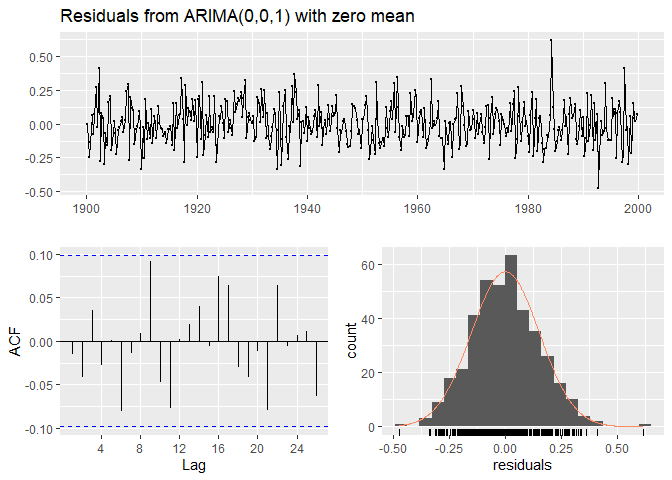 Residuals from ARIMA(0,0,1) with zero mean
0.50
0.25
0.00
-0.25
-0.50
1900 1920 1940 1960 1980 2000
0.10
0.05
0.00
-0.05
-0.10
ACF
4 8 12 16 20 24
Lag
60
40
20
0
count
-0.50 -0.25 0.00 0.25 0.50
residuals